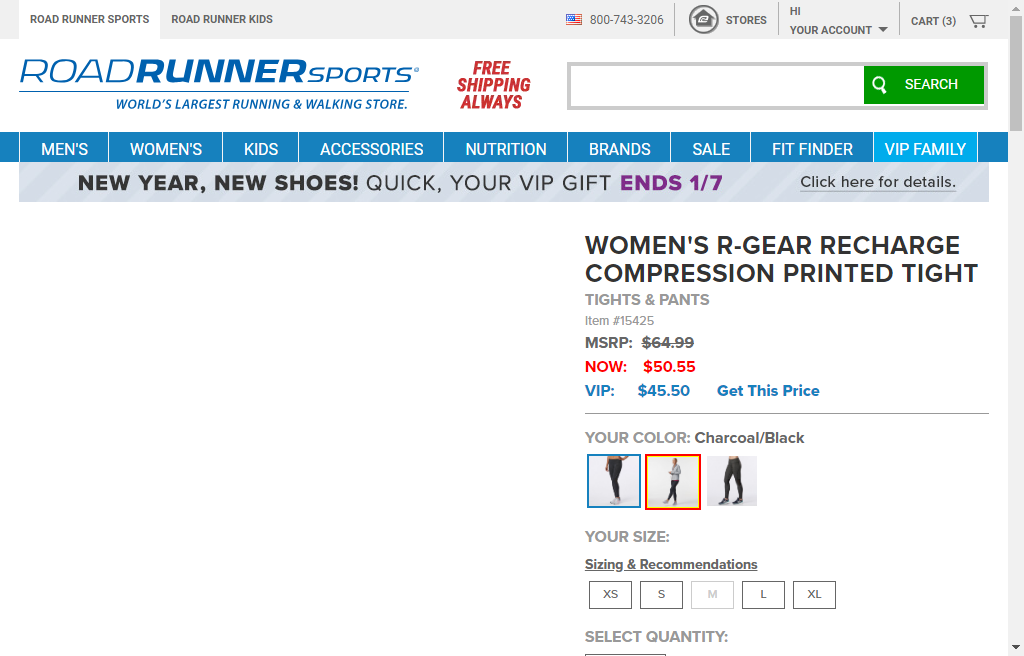 ROAD RUNNER SPORTS
ROAD RUNNER KIDS
800-743-3206
STORES
HI
YOUR ACCOUNT
CART (3)
ROADRUNNERSPORTS®
WORLD'S LARGEST RUNNING & WALKING STORE.
FREE
SHIPPING
ALWAYS
SEARCH
MEN'S
WOMEN'S
KIDS
ACCESSORIES
NUTRITION
BRANDS
SALE
FIT FINDER
VIP FAMILY
NEW YEAR, NEW SHOES! QUICK, YOUR VIP GIFT ENDS 1/7
Click here for details.
WOMEN'S R-GEAR RECHARGE
COMPRESSION PRINTED TIGHT
TIGHTS & PANTS
Item #15425
MSRP: $64.99
NOW: $50.55
VIP: $45.50 Get This Price
YOUR COLOR: Charcoal/Black
YOUR SIZE:
Sizing & Recommendations
XS S M L XL
SELECT QUANTITY: